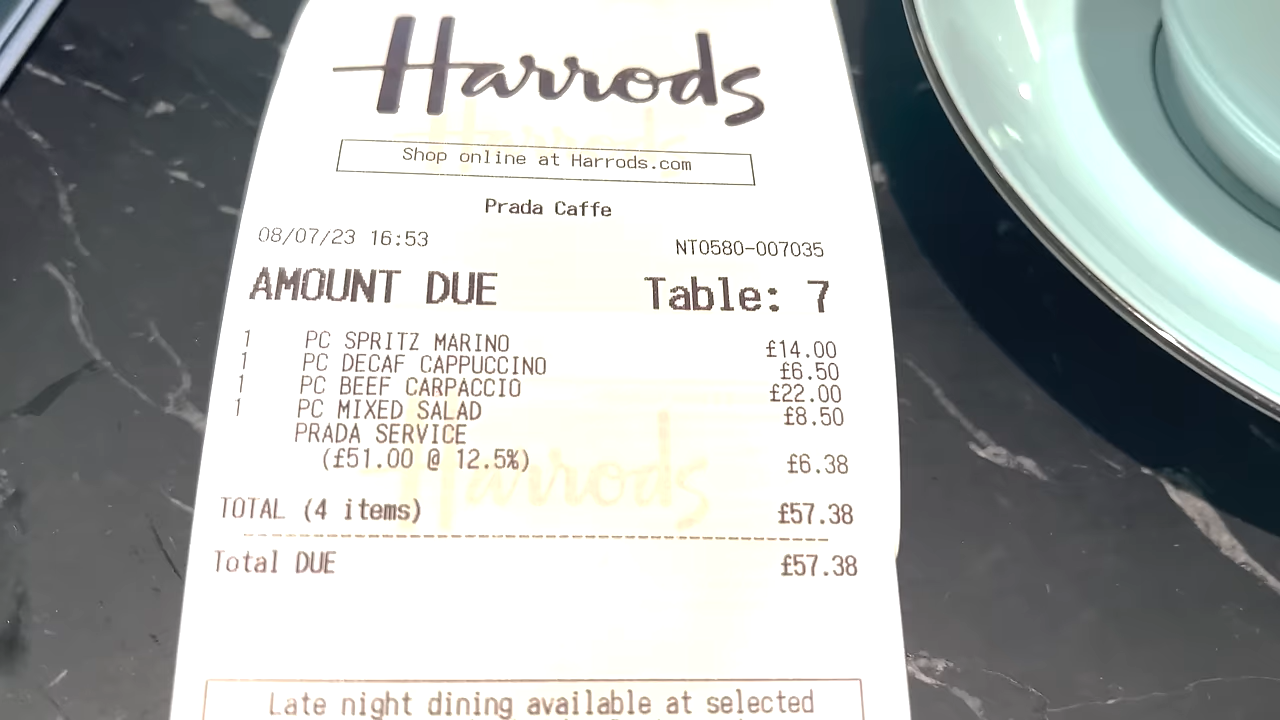 Harrods
Shop online at Harrods.com
Prada Caffe
08/07/23 16:53 NT0580-007035
AMOUNT DUE Table: 7
1 PC SPRITZ MARINO £14.00
1 PC DECAF CAPPUCCINO £6.50
1 PC BEEF CARPACCIO £22.00
1 PC MIXED SALAD £8.50
PRADA SERVICE
(£51.00 @ 12.5%) £6.38
TOTAL (4 items) £57.38
Total DUE £57.38
Late night dining available at selected